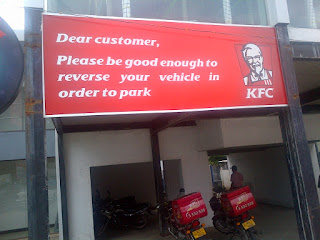 Dear customer,
Please be good enough to
reverse your vehicle in
order to park
KFC